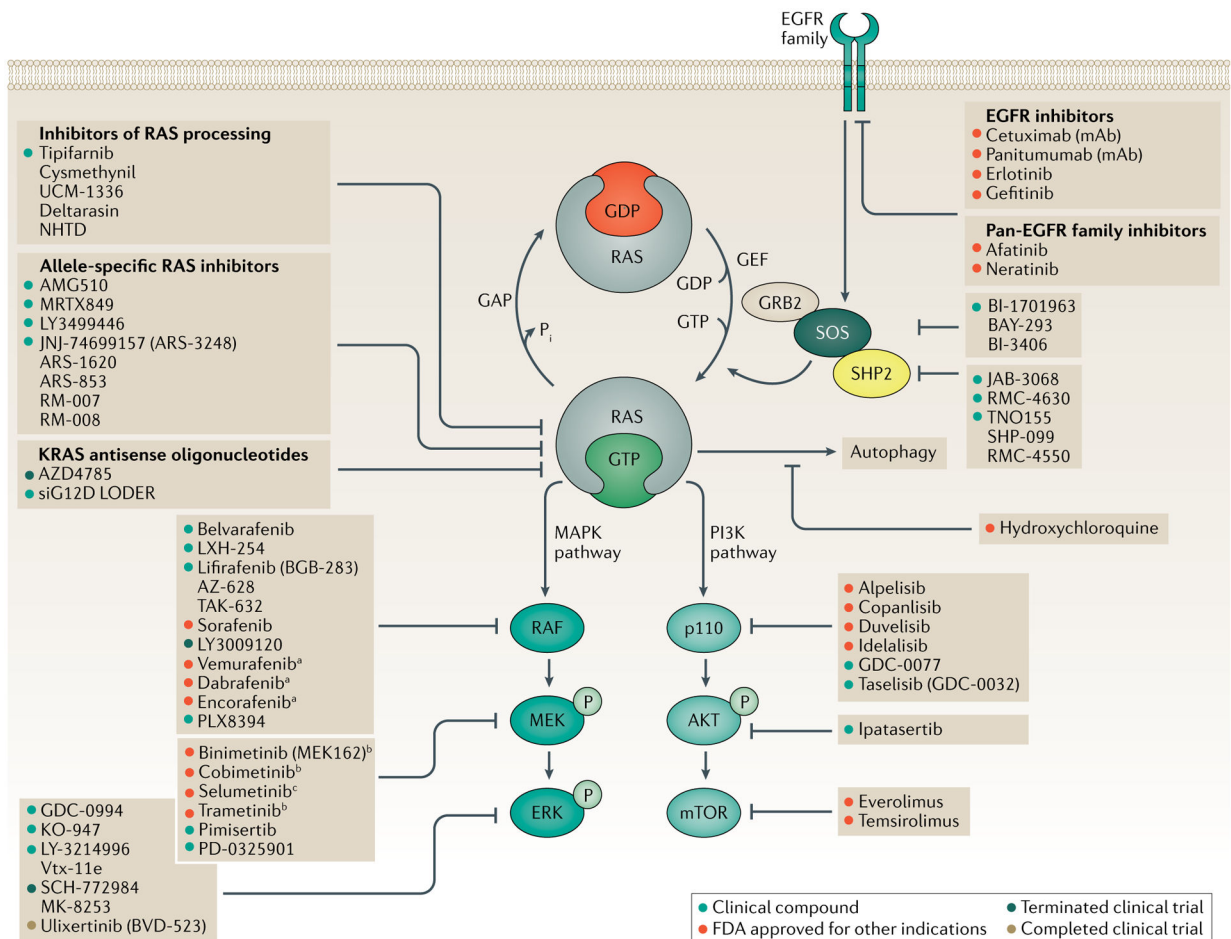 EGFR
family
Inhibitors of RAS processing
Tipifarnib
Cysmethynil
UCM-1336
Deltarasin
NHTD
Allele-specific RAS inhibitors
AMG510
MRTX849
LY3499446
JNJ-74699157 (ARS-3248)
ARS-1620
ARS-853
RM-007
RM-008
KRAS antisense oligonucleotides
AZD4785
siG12D LODER
GDP
RAS
GAP
Pi
GEF
GDP
GTP
GRB2
SOS
SHP2
RAS
GTP
EGFR inhibitors
Cetuximab (mAb)
Panitumumab (mAb)
Erlotinib
Gefitinib
Pan-EGFR family inhibitors
Afatinib
Neratinib
BI-1701963
BAY-293
BI-3406
JAB-3068
RMC-4630
TNO155
SHP-099
RMC-4550
Autophagy
Hydroxychloroquine
MAPK
pathway
PI3K
pathway
Belvarafenib
LXH-254
Lifirafenib (BGB-283)
AZ-628
TAK-632
Sorafenib
LY3009120
Vemurafenibᵃ
Dabrafenibᵃ
Encorafenibᵃ
PLX8394
RAF
p110
Alpelisib
Copanlisib
Duvelisib
Idelalisib
GDC-0077
Taselisib (GDC-0032)
MEK
P
AKT
P
Ipatasertib
Binimetinib (MEK162)ᵇ
Cobimetinibᵇ
Selumetinibᶜ
Trametinibᵇ
Pimisertib
PD-0325901
ERK
P
mTOR
Everolimus
Temsirolimus
GDC-0994
KO-947
LY-3214996
Vtx-11e
SCH-772984
MK-8253
Ulixertinib (BVD-523)
Clinical compound
FDA approved for other indications
Terminated clinical trial
Completed clinical trial